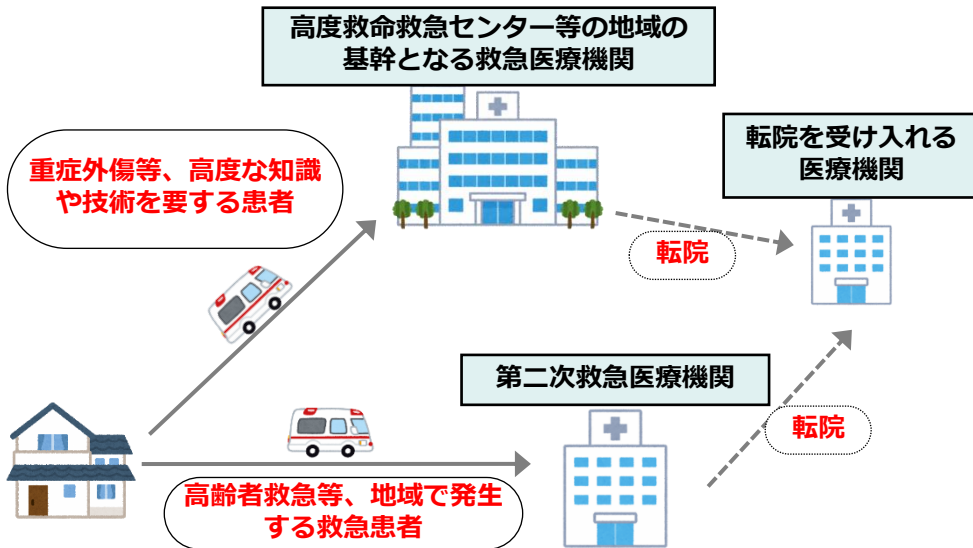 高度救命救急センター等の地域の
基幹となる救急医療機関
転院を受け入れる
医療機関
重症外傷等、高度な知識
や技術を要する患者
転院
第二次救急医療機関
転院
高齢者救急等、地域で発生
する救急患者